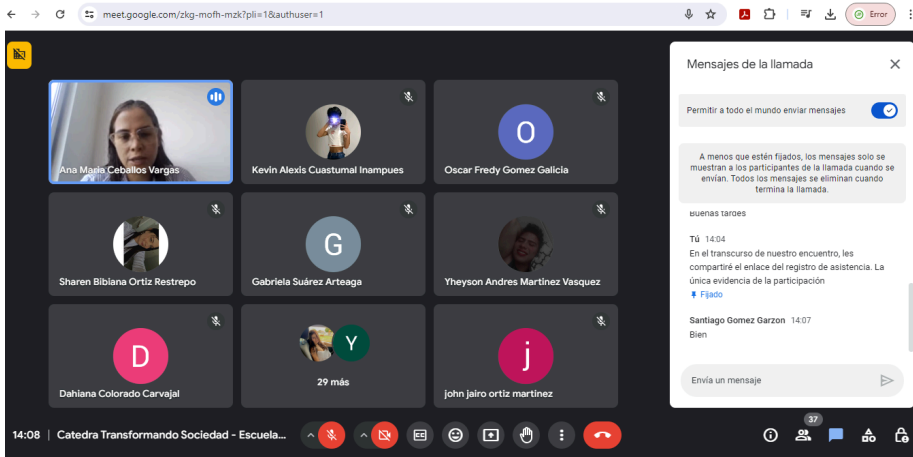 meet.google.com/zkg-mofh-mzk?pli=1&authuser=1
Error
Ana Maria Ceballos Vargas
Kevin Alexis Cuastumal Inampues
O
Oscar Fredy Gomez Galicia
Sharen Bibiana Ortiz Restrepo
G
Gabriela Suárez Arteaga
Yheyson Andres Martinez Vasquez
D
Dahiana Colorado Carvajal
Y
29 más
j
john jairo ortiz martinez
Mensajes de la llamada
Permitir a todo el mundo enviar mensajes
A menos que estén fijados, los mensajes solo se
muestran a los participantes de la llamada cuando se
envían. Todos los mensajes se eliminan cuando
termina la llamada.
Buenas tardes
Tú 14:04
En el transcurso de nuestro encuentro, les
compartiré el enlace del registro de asistencia. La
única evidencia de la participación
Fijado
Santiago Gomez Garzon 14:07
Bien
Envía un mensaje
14:08 | Catedra Transformando Sociedad - Escuela...
37